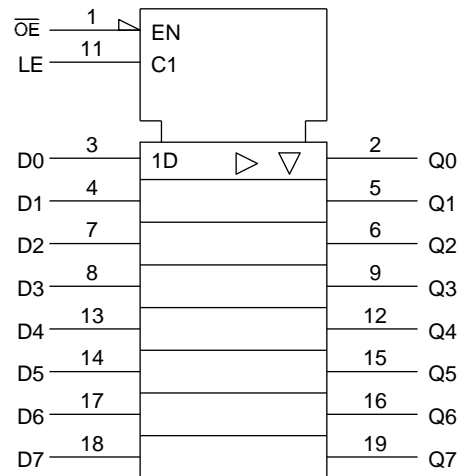 O̅E̅ 1 EN
LE 11 C1
D0 3 1D 2 Q0
D1 4 5 Q1
D2 7 6 Q2
D3 8 9 Q3
D4 13 12 Q4
D5 14 15 Q5
D6 17 16 Q6
D7 18 19 Q7